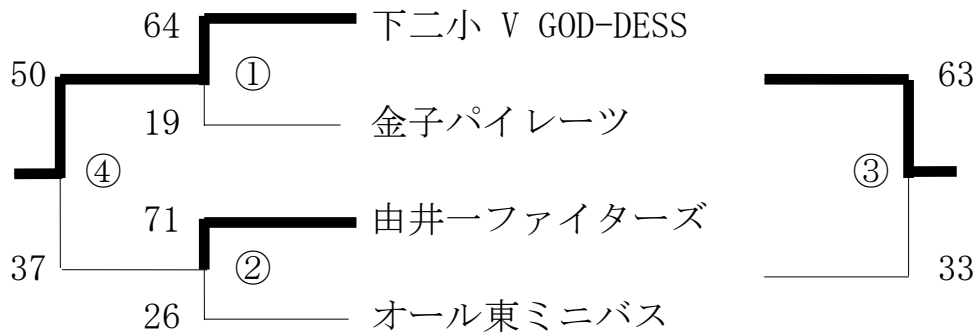 64 下二小 V GOD-DESS
50 ① 63
19 金子パイレーツ
④ ③
71 由井一ファイターズ
37 ② 33
26 オール東ミニバス